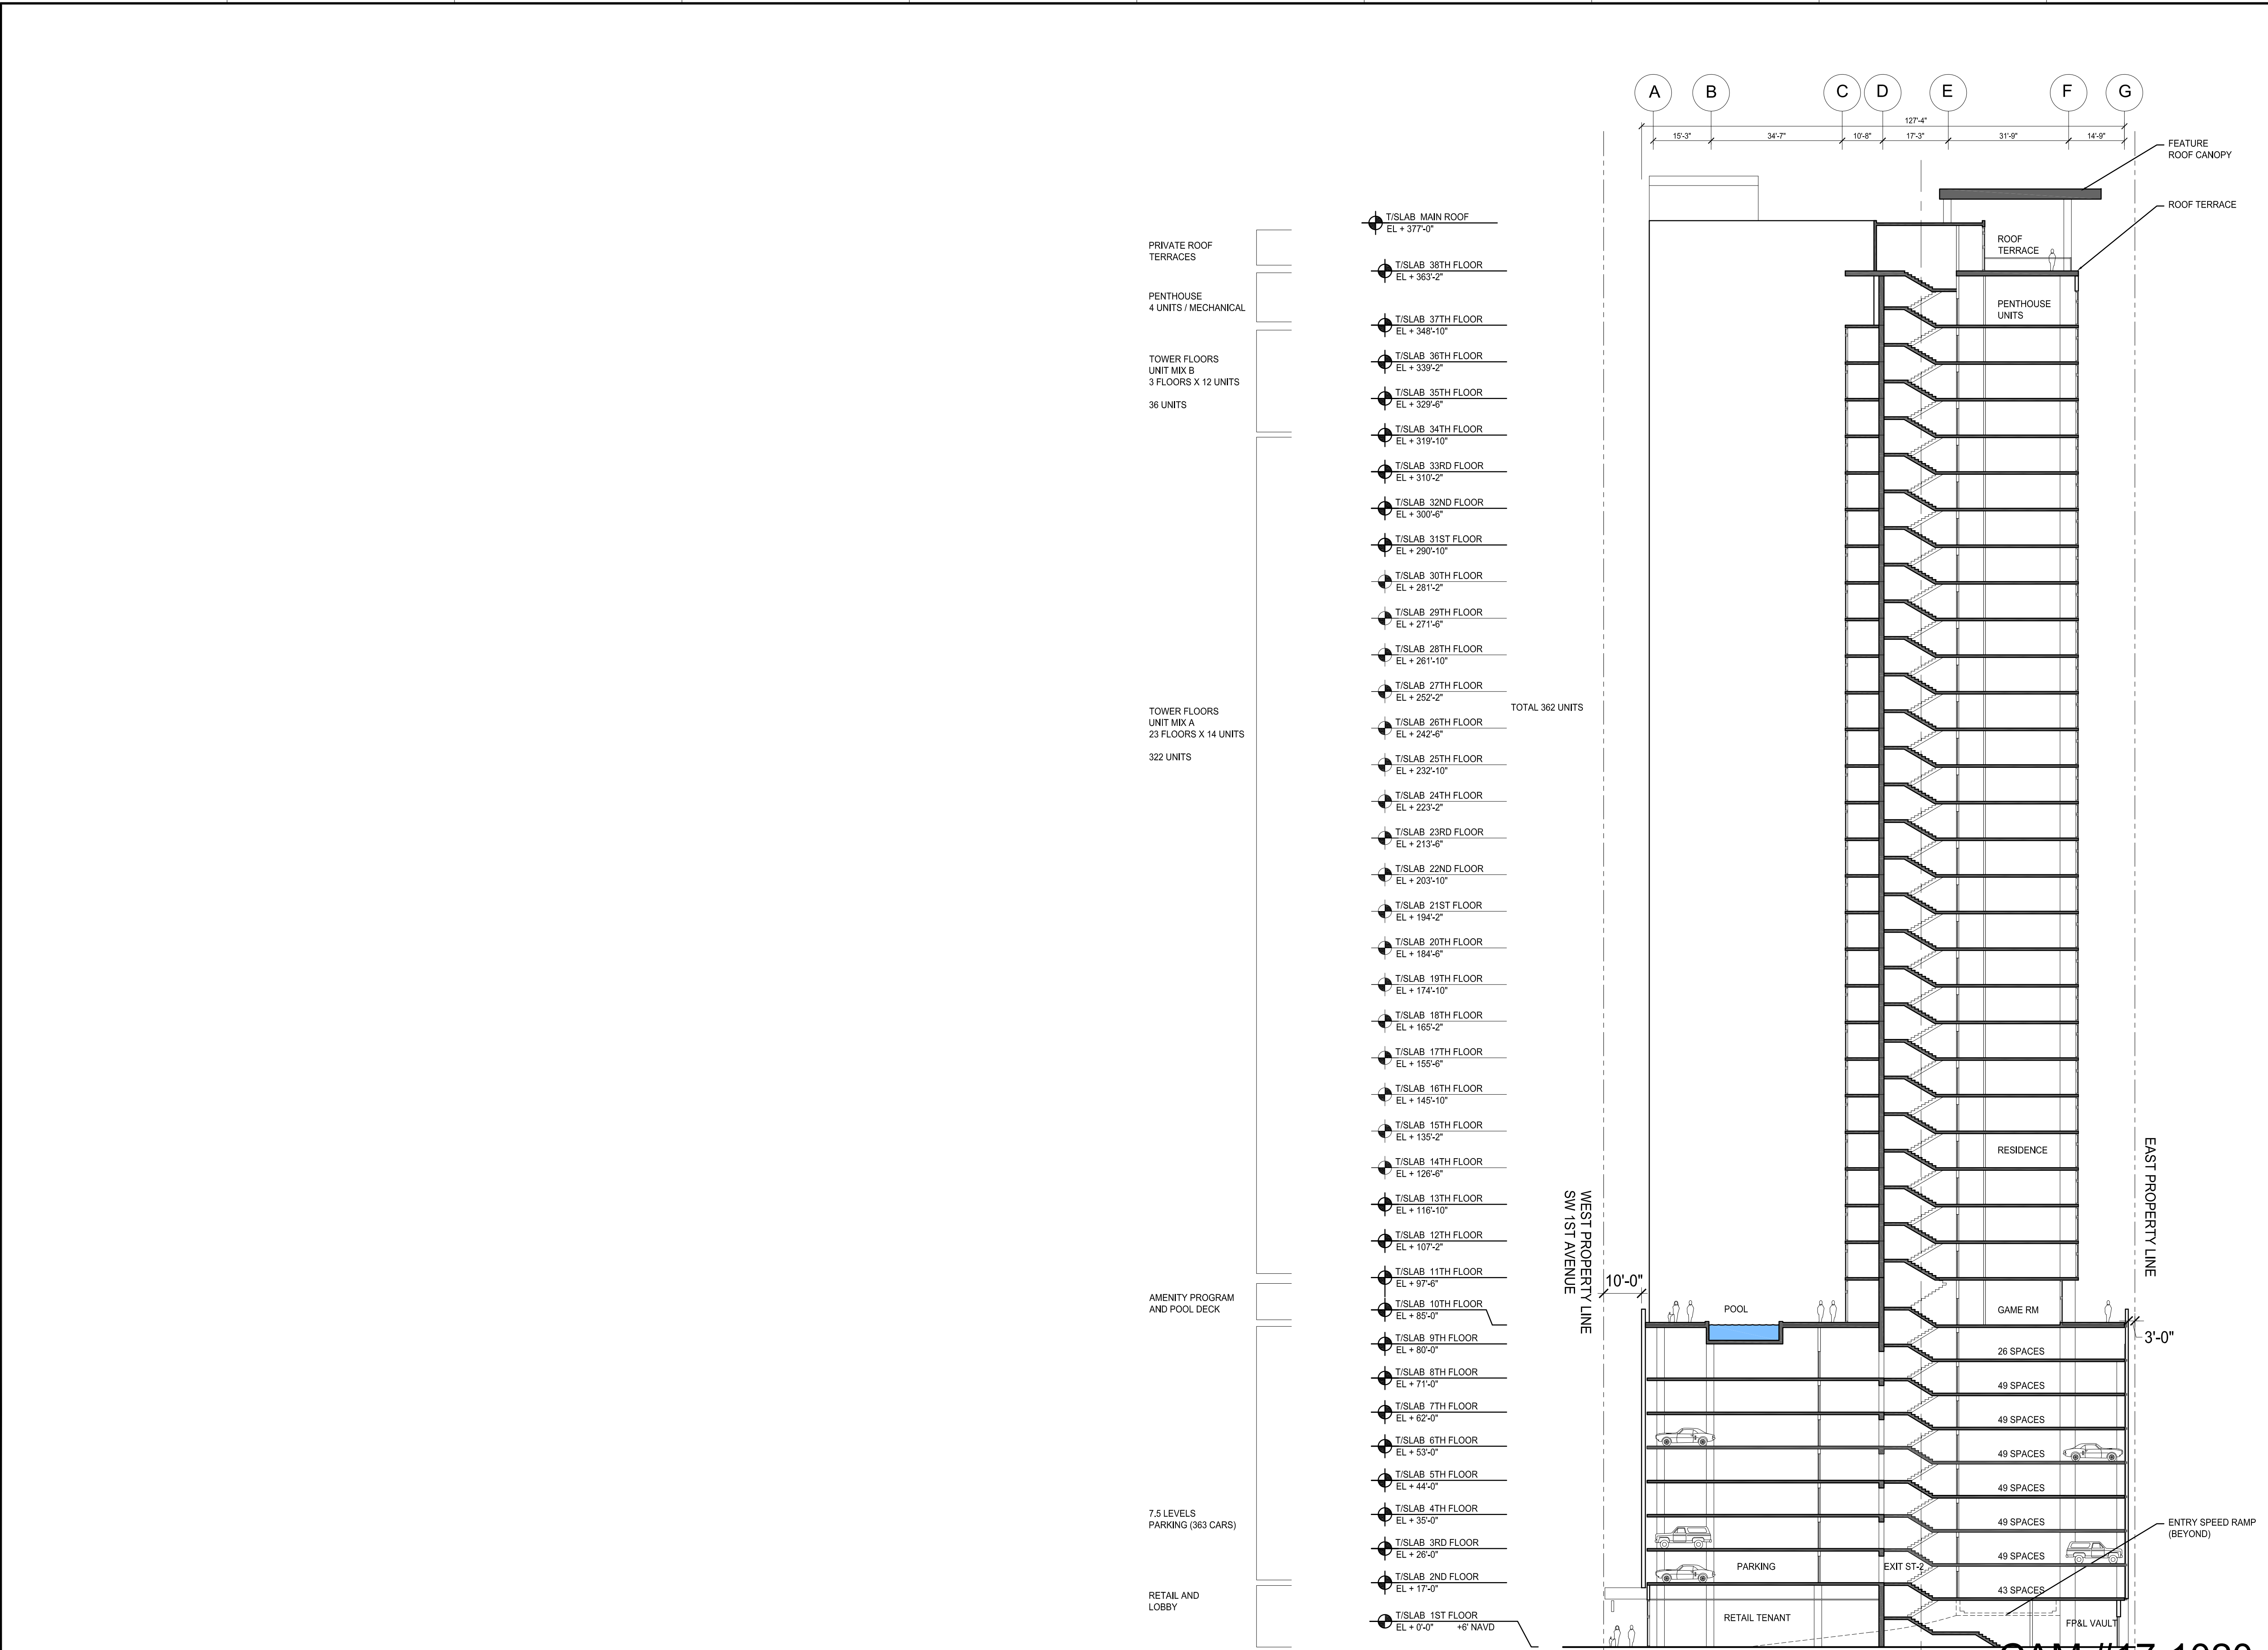 A B C D E F G
127'-4"
15'-3" 34'-7" 10'-8" 17'-3" 31'-9" 14'-9"
FEATURE
ROOF CANOPY
ROOF TERRACE
T/SLAB MAIN ROOF
EL + 377'-0"
ROOF
TERRACE
PRIVATE ROOF
TERRACES
T/SLAB 38TH FLOOR
EL + 363'-2"
PENTHOUSE
4 UNITS / MECHANICAL
PENTHOUSE
UNITS
T/SLAB 37TH FLOOR
EL + 348'-10"
TOWER FLOORS
UNIT MIX B
3 FLOORS X 12 UNITS
36 UNITS
T/SLAB 36TH FLOOR
EL + 339'-2"
T/SLAB 35TH FLOOR
EL + 329'-6"
T/SLAB 34TH FLOOR
EL + 319'-10"
T/SLAB 33RD FLOOR
EL + 310'-2"
T/SLAB 32ND FLOOR
EL + 300'-6"
T/SLAB 31ST FLOOR
EL + 290'-10"
T/SLAB 30TH FLOOR
EL + 281'-2"
T/SLAB 29TH FLOOR
EL + 271'-6"
T/SLAB 28TH FLOOR
EL + 261'-10"
T/SLAB 27TH FLOOR
EL + 252'-2"
TOTAL 362 UNITS
TOWER FLOORS
UNIT MIX A
23 FLOORS X 14 UNITS
322 UNITS
T/SLAB 26TH FLOOR
EL + 242'-6"
T/SLAB 25TH FLOOR
EL + 232'-10"
T/SLAB 24TH FLOOR
EL + 223'-2"
T/SLAB 23RD FLOOR
EL + 213'-6"
T/SLAB 22ND FLOOR
EL + 203'-10"
T/SLAB 21ST FLOOR
EL + 194'-2"
T/SLAB 20TH FLOOR
EL + 184'-6"
T/SLAB 19TH FLOOR
EL + 174'-10"
T/SLAB 18TH FLOOR
EL + 165'-2"
T/SLAB 17TH FLOOR
EL + 155'-6"
T/SLAB 16TH FLOOR
EL + 145'-10"
T/SLAB 15TH FLOOR
EL + 135'-2"
T/SLAB 14TH FLOOR
EL + 126'-6"
RESIDENCE
T/SLAB 13TH FLOOR
EL + 116'-10"
T/SLAB 12TH FLOOR
EL + 107'-2"
T/SLAB 11TH FLOOR
EL + 97'-6"
WEST PROPERTY LINE
SW 1ST AVENUE
EAST PROPERTY LINE
10'-0"
AMENITY PROGRAM
AND POOL DECK
T/SLAB 10TH FLOOR
EL + 85'-0"
POOL
GAME RM
3'-0"
T/SLAB 9TH FLOOR
EL + 80'-0"
26 SPACES
T/SLAB 8TH FLOOR
EL + 71'-0"
49 SPACES
T/SLAB 7TH FLOOR
EL + 62'-0"
49 SPACES
T/SLAB 6TH FLOOR
EL + 53'-0"
49 SPACES
T/SLAB 5TH FLOOR
EL + 44'-0"
49 SPACES
7.5 LEVELS
PARKING (363 CARS)
T/SLAB 4TH FLOOR
EL + 35'-0"
49 SPACES
ENTRY SPEED RAMP
(BEYOND)
T/SLAB 3RD FLOOR
EL + 26'-0"
49 SPACES
PARKING
EXIT ST-2
T/SLAB 2ND FLOOR
EL + 17'-0"
43 SPACES
RETAIL AND
LOBBY
T/SLAB 1ST FLOOR
EL + 0'-0" +6' NAVD
RETAIL TENANT
FP&L VAULT